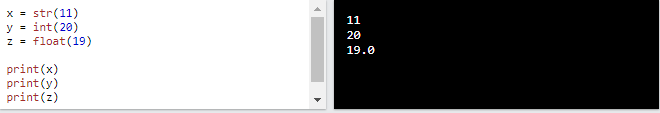 x = str(11)
y = int(20)
z = float(19)
print(x)
print(y)
print(z)
11
20
19.0